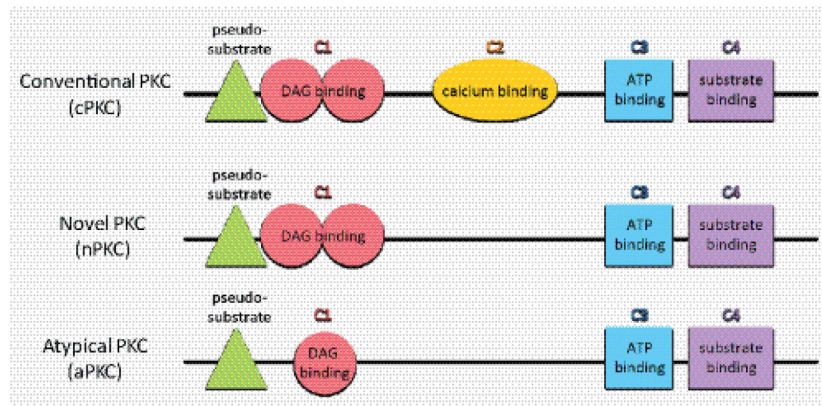 pseudo-
substrate
C1
C2
C3
C4
Conventional PKC
(cPKC)
DAG binding
calcium binding
ATP
binding
substrate
binding
pseudo-
substrate
C1
C3
C4
Novel PKC
(nPKC)
DAG binding
ATP
binding
substrate
binding
pseudo-
substrate
C1
C3
C4
Atypical PKC
(aPKC)
DAG
binding
ATP
binding
substrate
binding